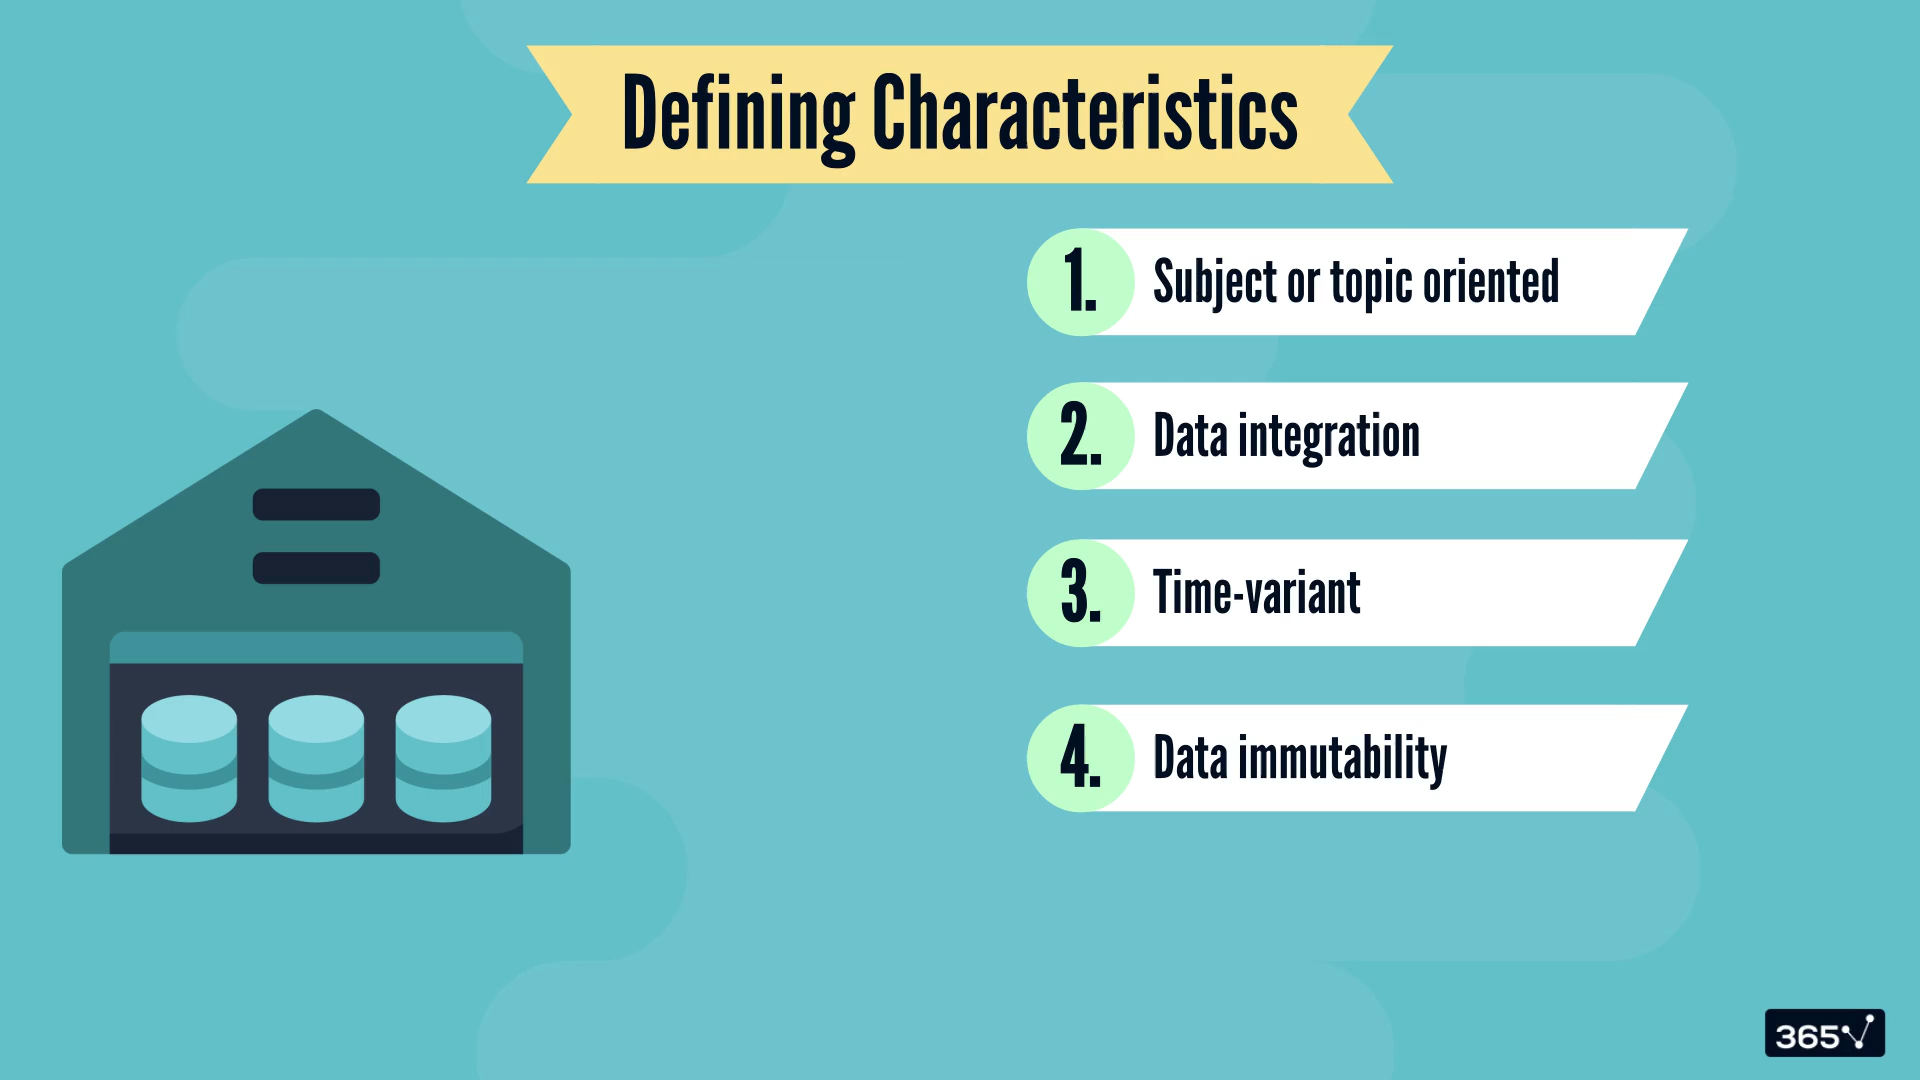 Defining Characteristics
1. Subject or topic oriented
2. Data integration
3. Time-variant
4. Data immutability
365